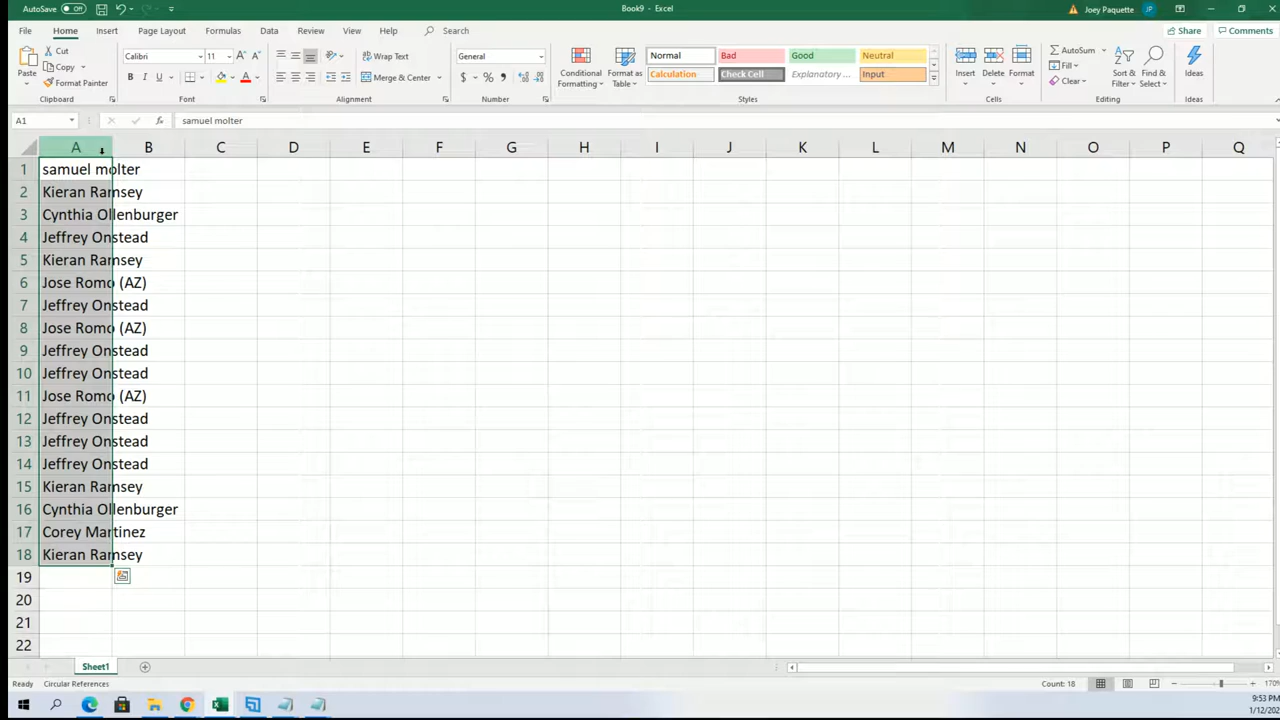 AutoSave Off
Book9 - Excel
Joey Paquette JP
File Home Insert Page Layout Formulas Data Review View Help Search
Share Comments
Paste
Cut
Copy
Format Painter
Clipboard
Calibri 11
B I U
Font
Wrap Text
Merge & Center
Alignment
General
$ % ,
Number
Conditional Formatting
Format as Table
Normal Bad Good Neutral
Calculation Check Cell Explanatory ... Input
Styles
Insert Delete Format
Cells
AutoSum
Fill
Clear
Sort & Filter
Find & Select
Editing
Ideas
Ideas
A1 fx samuel molter
A B C D E F G H I J K L M N O P Q
1 samuel molter
2 Kieran Ramsey
3 Cynthia Ollenburger
4 Jeffrey Onstead
5 Kieran Ramsey
6 Jose Romo (AZ)
7 Jeffrey Onstead
8 Jose Romo (AZ)
9 Jeffrey Onstead
10 Jeffrey Onstead
11 Jose Romo (AZ)
12 Jeffrey Onstead
13 Jeffrey Onstead
14 Jeffrey Onstead
15 Kieran Ramsey
16 Cynthia Ollenburger
17 Corey Martinez
18 Kieran Ramsey
19
20
21
22
Sheet1
Ready Circular References Count: 18 170%
9:53 PM
1/12/202